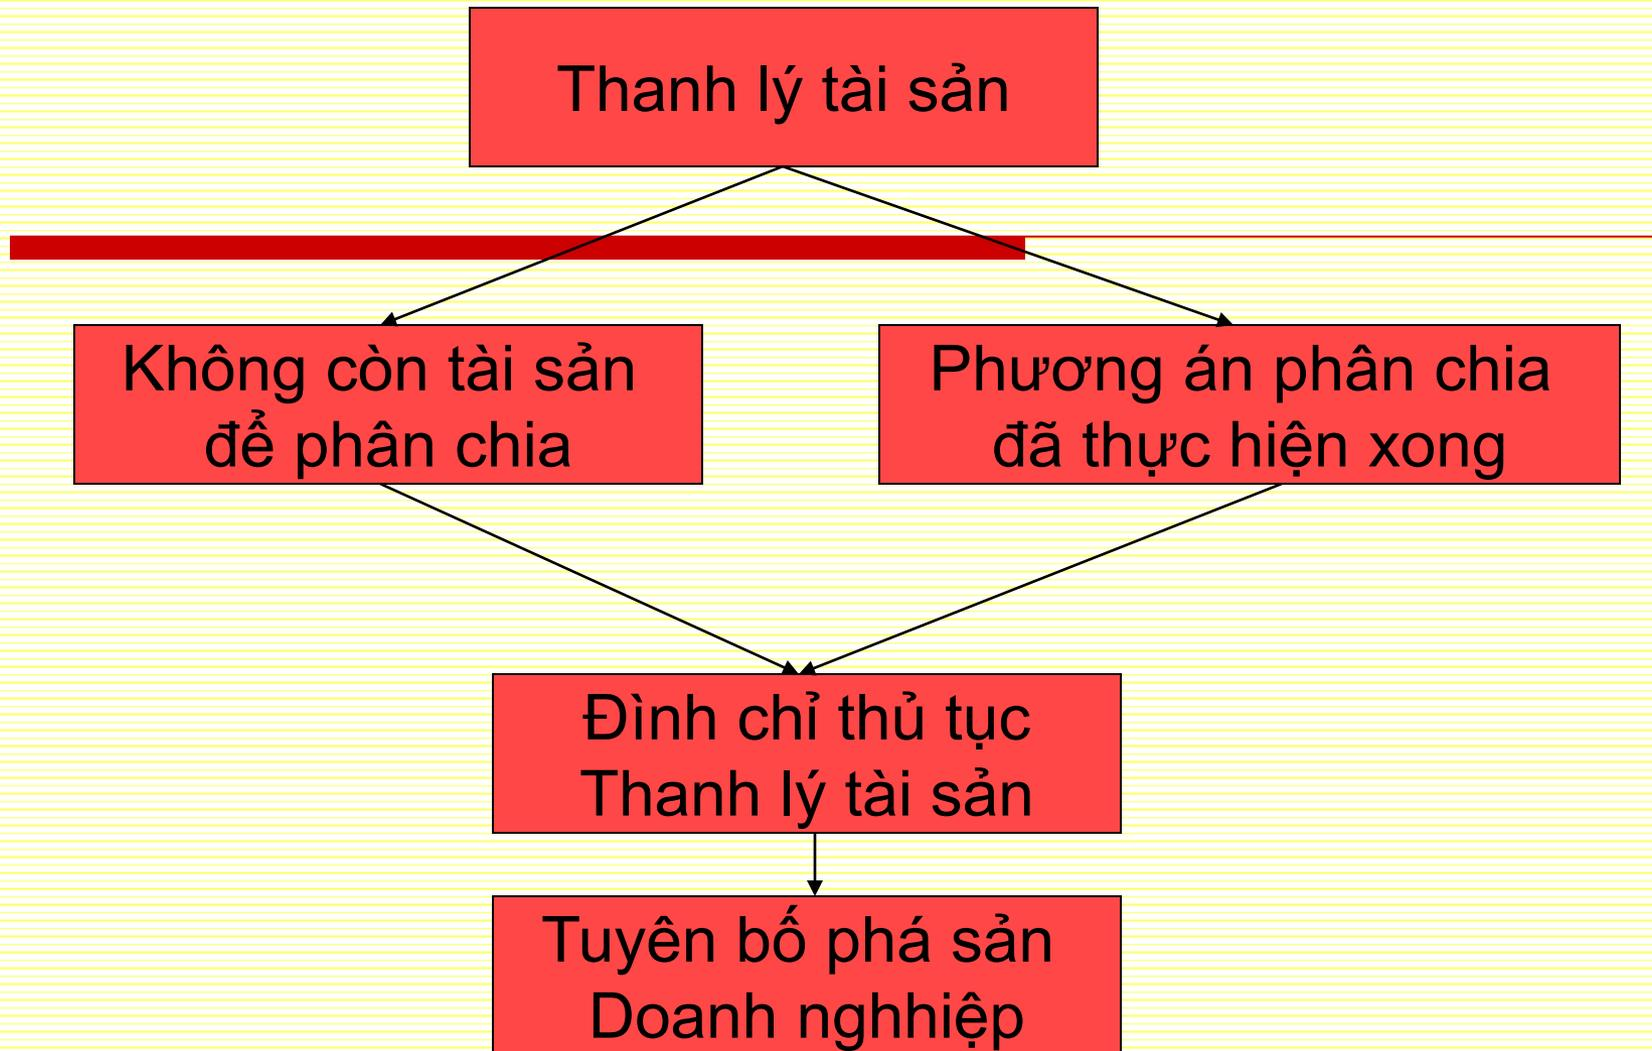 Thanh lý tài sản
Không còn tài sản
để phân chia
Phương án phân chia
đã thực hiện xong
Đình chỉ thủ tục
Thanh lý tài sản
Tuyên bố phá sản
Doanh nghhiệp